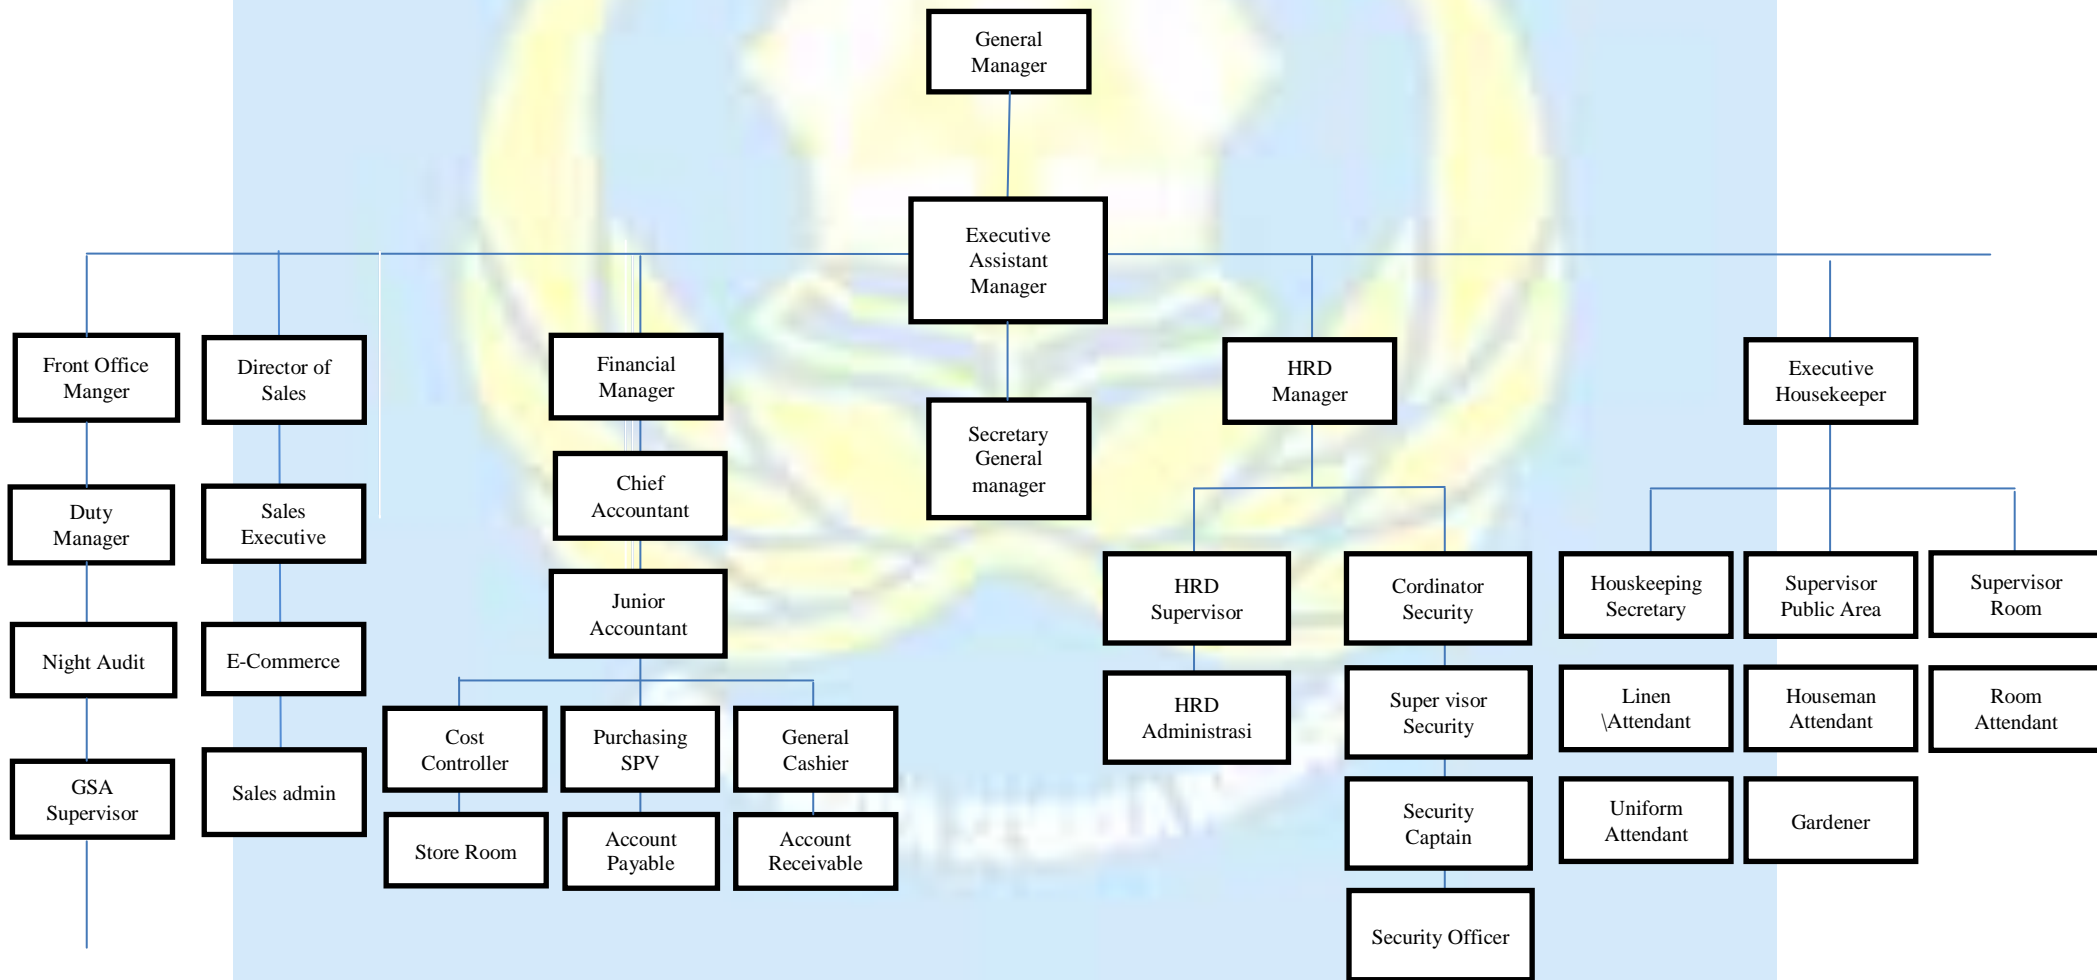 General
Manager
Executive
Assistant
Manager
Front Office
Manger
Director of
Sales
Financial
Manager
HRD
Manager
Executive
Housekeeper
Secretary
General
manager
Chief
Accountant
Duty
Manager
Sales
Executive
Junior
Accountant
HRD
Supervisor
Cordinator
Security
Houskeeping
Secretary
Supervisor
Public Area
Supervisor
Room
Night Audit
E-Commerce
HRD
Administrasi
Super visor
Security
Linen
\Attendant
Houseman
Attendant
Room
Attendant
Cost
Controller
Purchasing
SPV
General
Cashier
GSA
Supervisor
Sales admin
Security
Captain
Uniform
Attendant
Gardener
Store Room
Account
Payable
Account
Receivable
Security Officer